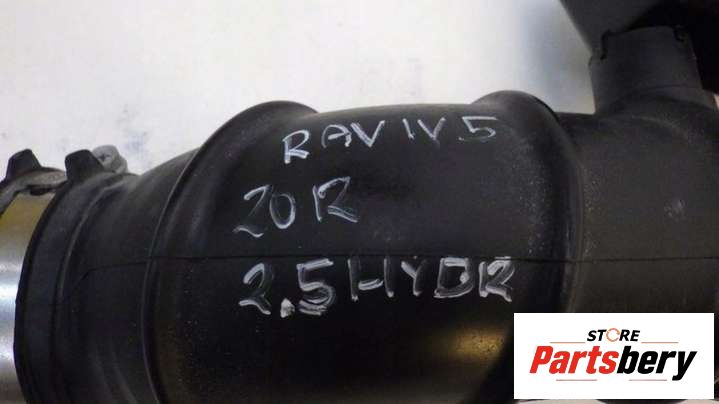 RAV IV 5
2012
2.5 HYBR
STORE
Partsbery